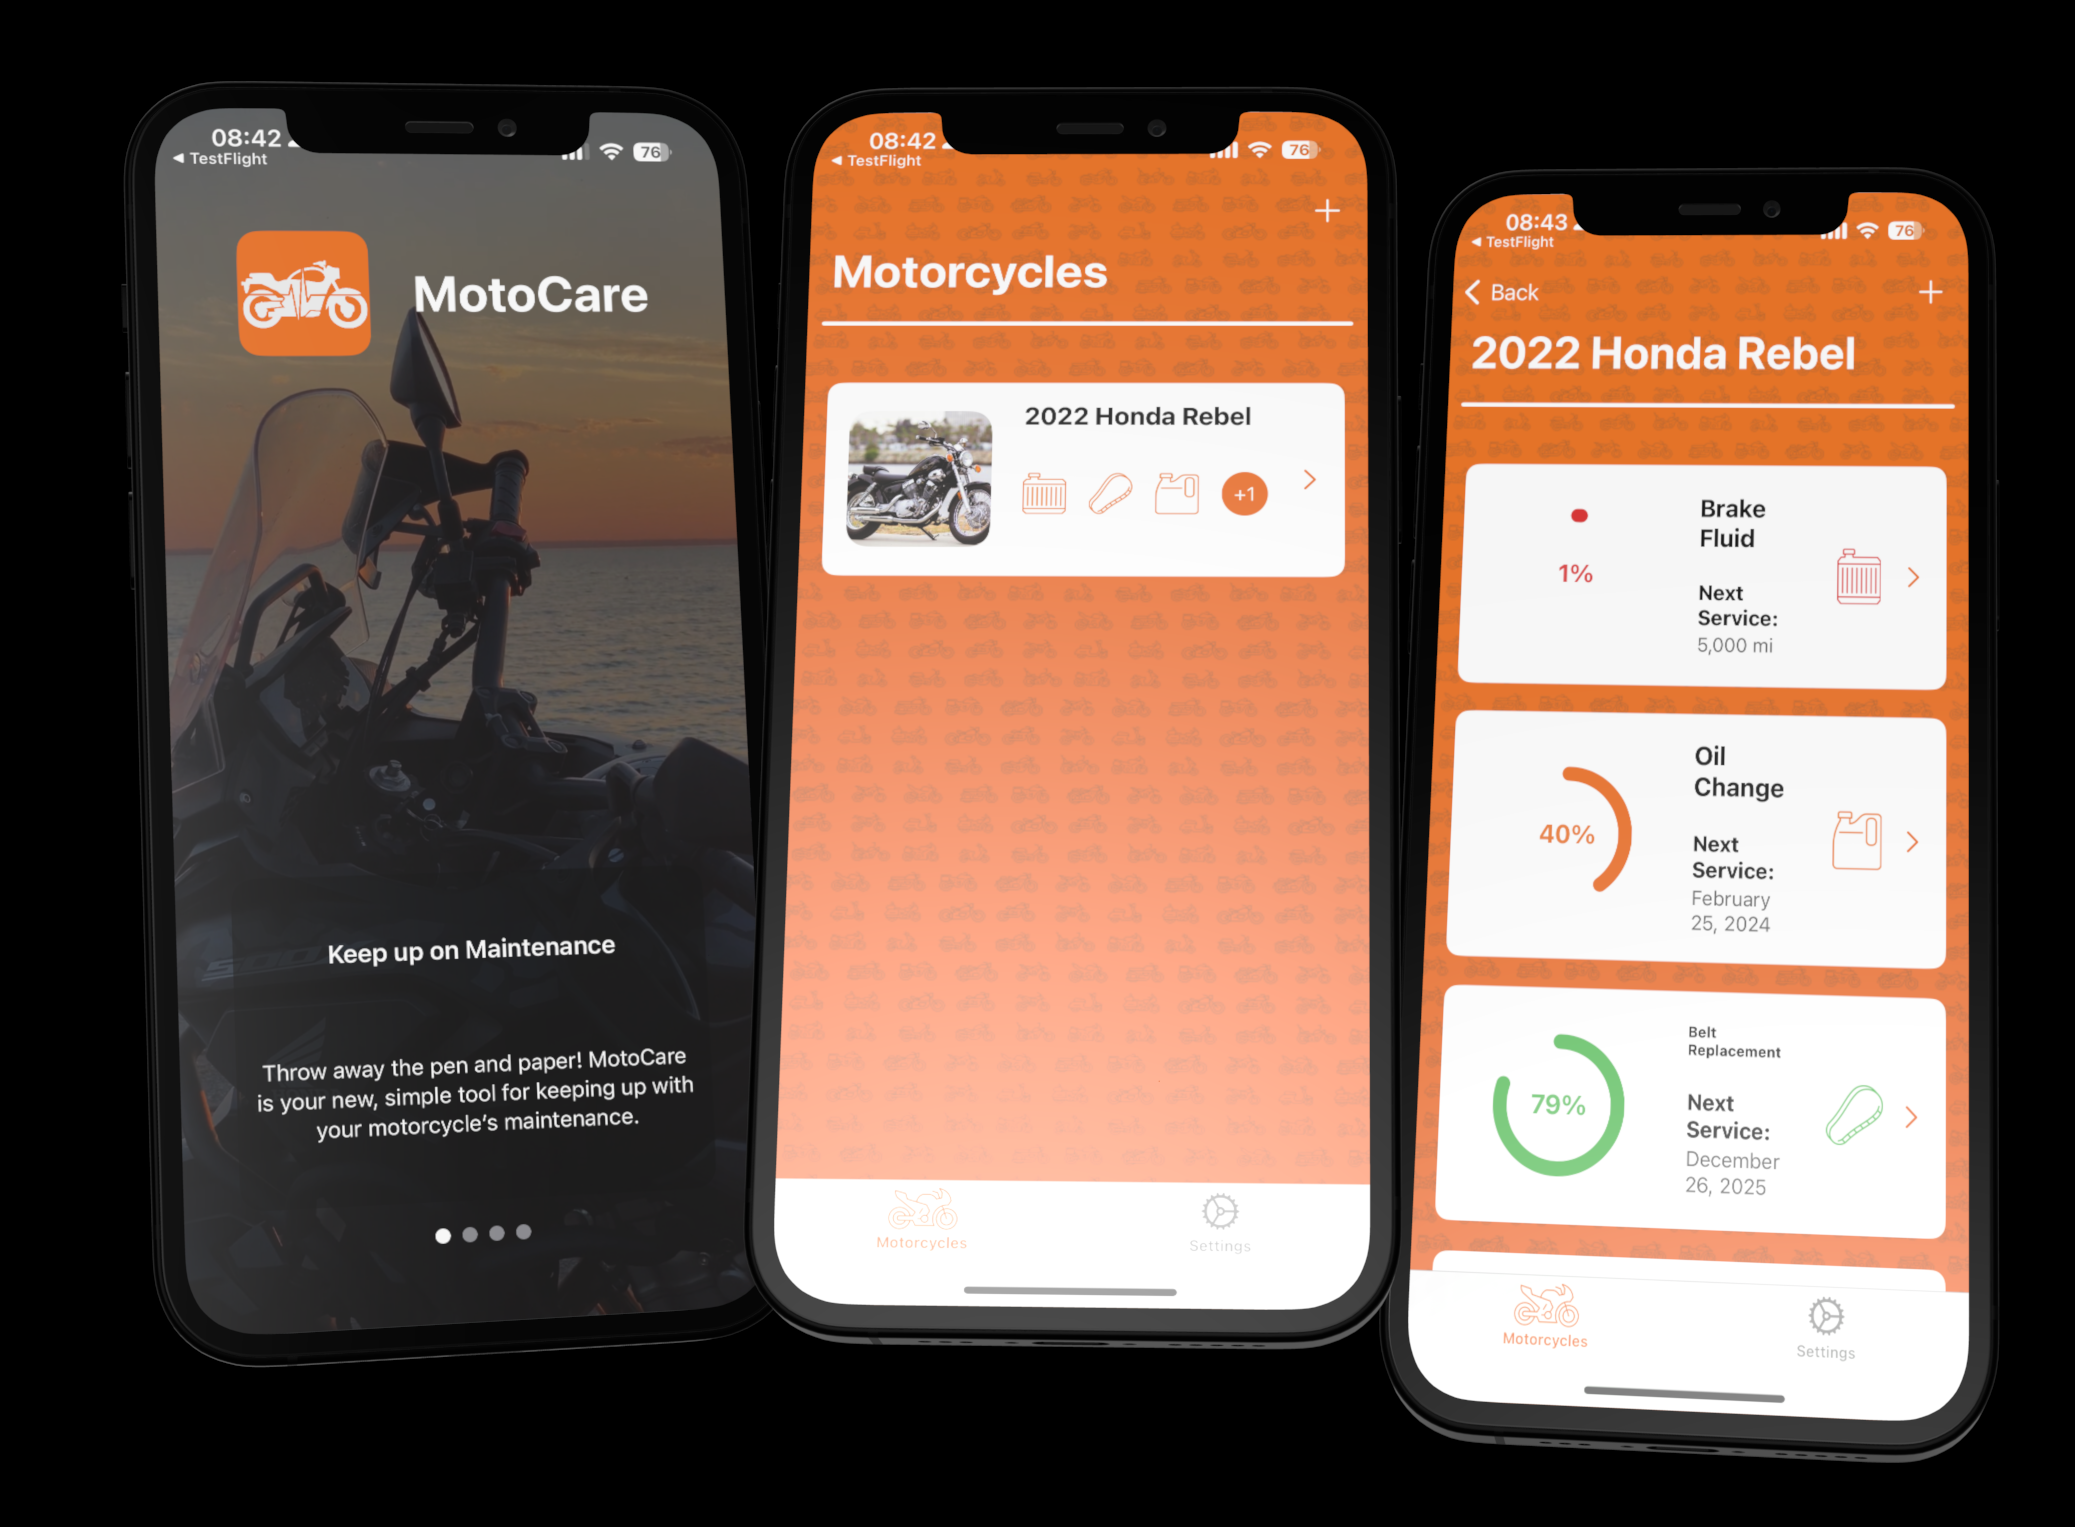 08:42
TestFlight
76
MotoCare
Keep up on Maintenance
Throw away the pen and paper! MotoCare
is your new, simple tool for keeping up with
your motorcycle's maintenance.
08:42
TestFlight
76
Motorcycles
2022 Honda Rebel
+1
Motorcycles
Settings
08:43
TestFlight
76
Back
2022 Honda Rebel
1%
Brake
Fluid
Next
Service:
5,000 mi
40%
Oil
Change
Next
Service:
February
25, 2024
79%
Belt
Replacement
Next
Service:
December
26, 2025
Motorcycles
Settings